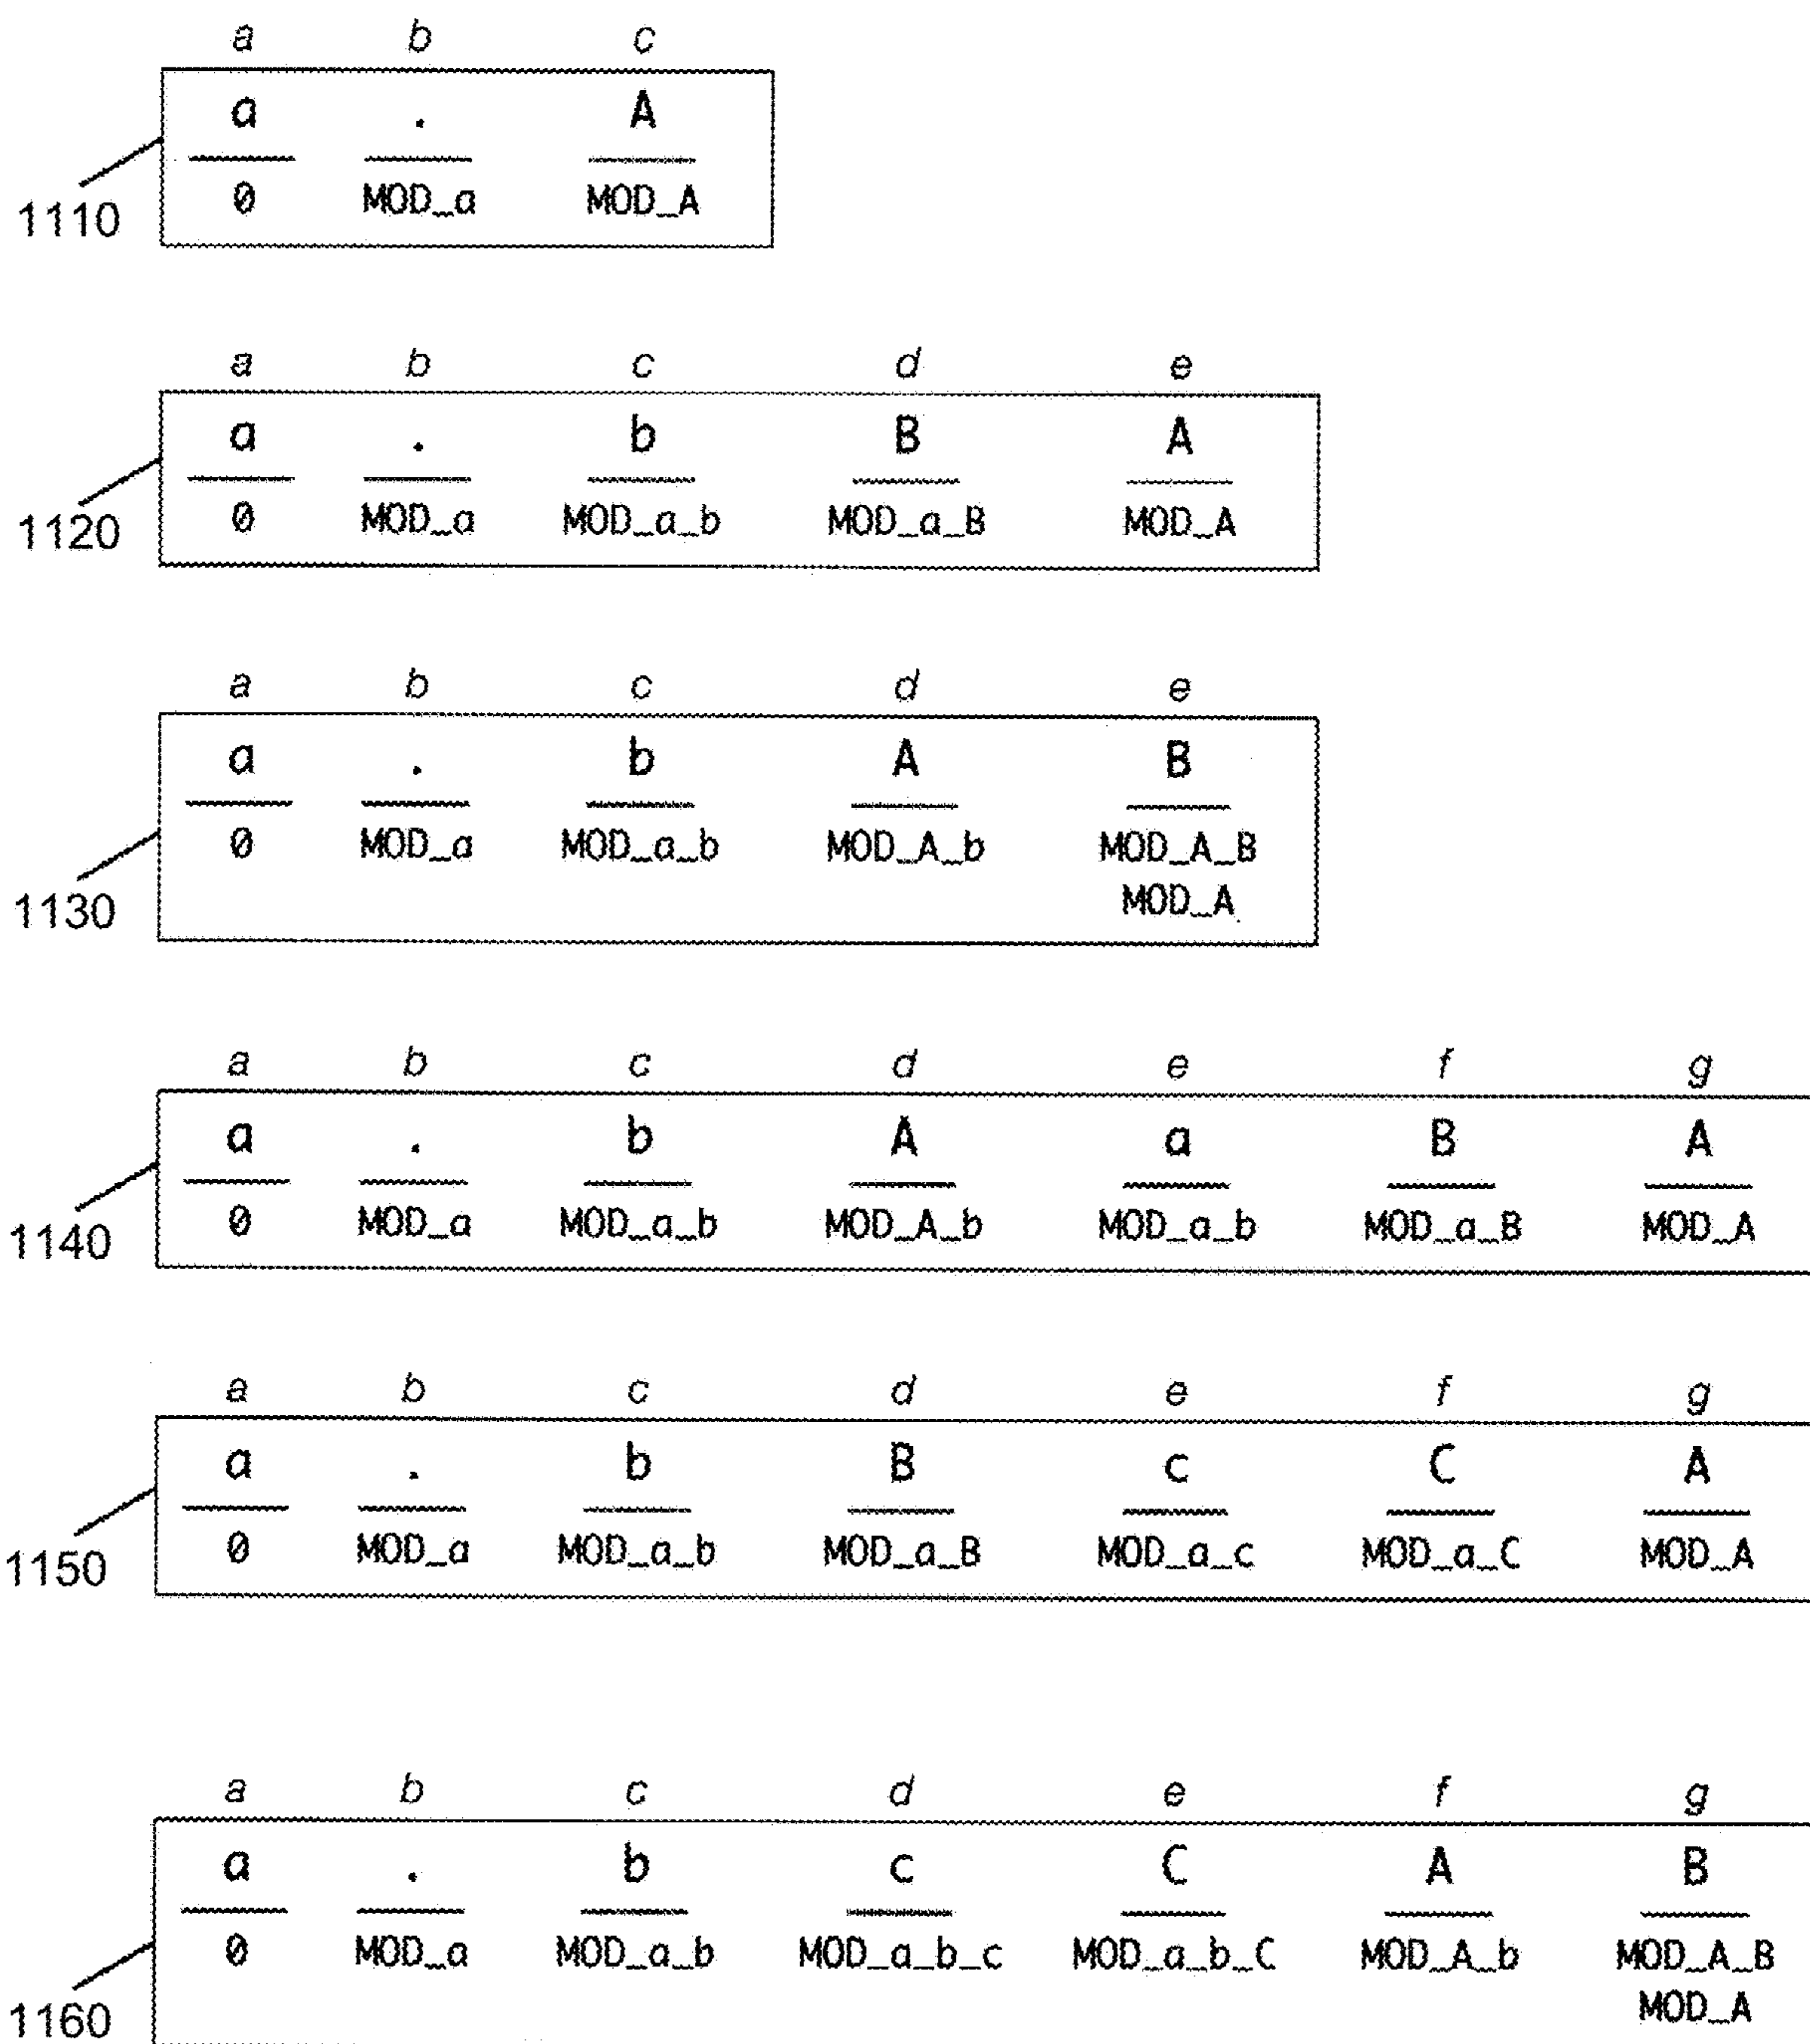 a b c
a . A
0 MOD_a MOD_A
1110
a b c d e
a . b B A
0 MOD_a MOD_a_b MOD_a_B MOD_A
1120
a b c d e
a . b A B
0 MOD_a MOD_a_b MOD_A_b MOD_A_B
MOD_A
1130
a b c d e f g
a . b A a B A
0 MOD_a MOD_a_b MOD_A_b MOD_a_b MOD_a_B MOD_A
1140
a b c d e f g
a . b B c C A
0 MOD_a MOD_a_b MOD_a_B MOD_a_c MOD_a_C MOD_A
1150
a b c d e f g
a . b c C A B
0 MOD_a MOD_a_b MOD_a_b_c MOD_a_b_C MOD_A_b MOD_A_B
MOD_A
1160